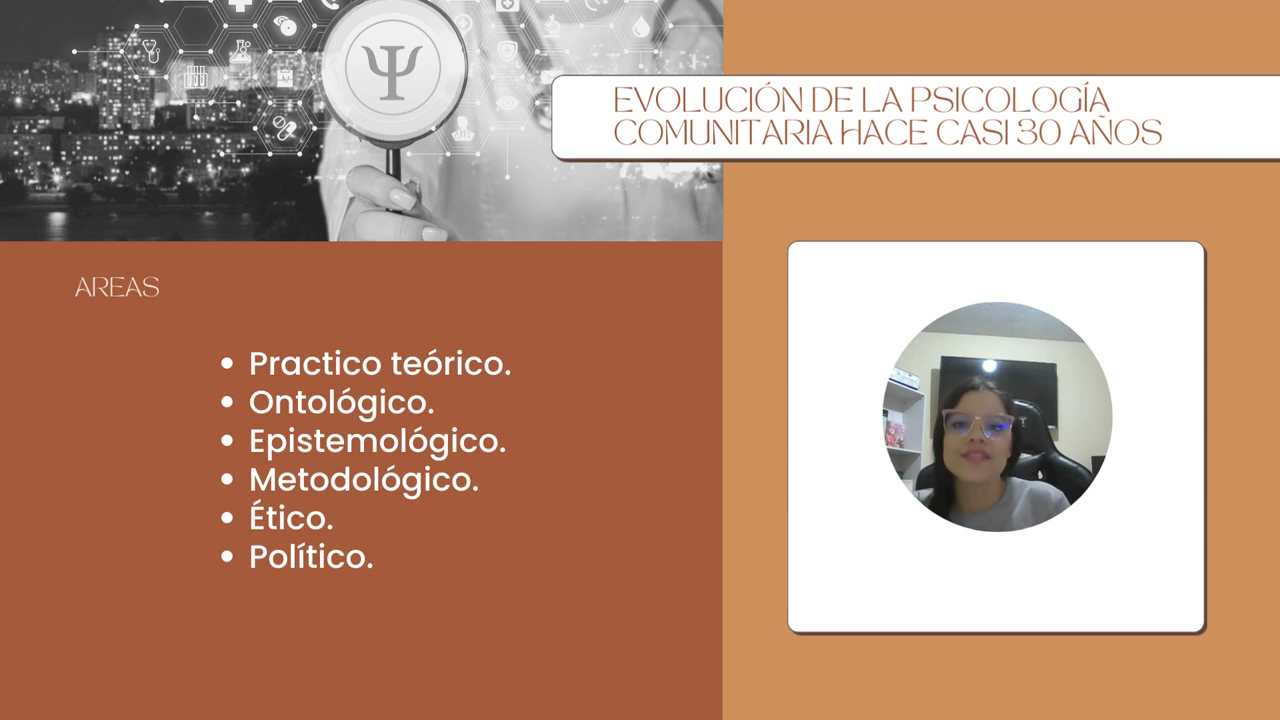 EVOLUCIÓN DE LA PSICOLOGÍA
COMUNITARIA HACE CASI 30 AÑOS
AREAS
• Practico teórico.
• Ontológico.
• Epistemológico.
• Metodológico.
• Ético.
• Político.